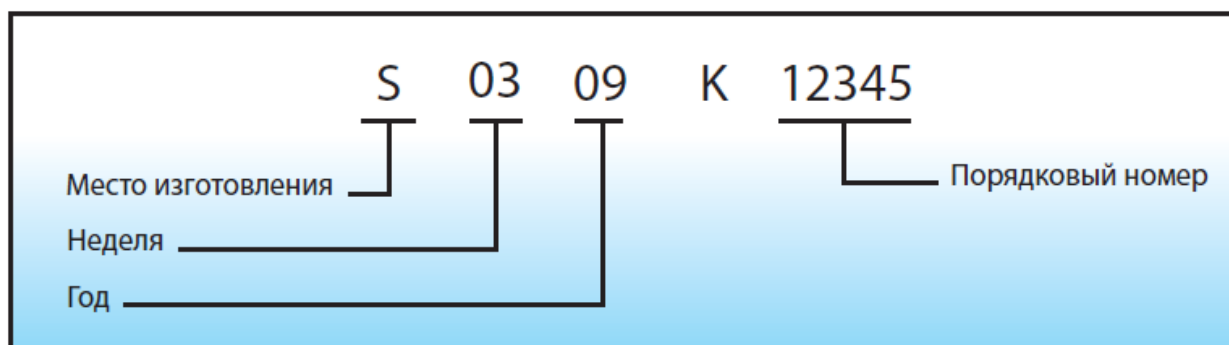 S 03 09 K 12345
Место изготовления
Порядковый номер
Неделя
Год